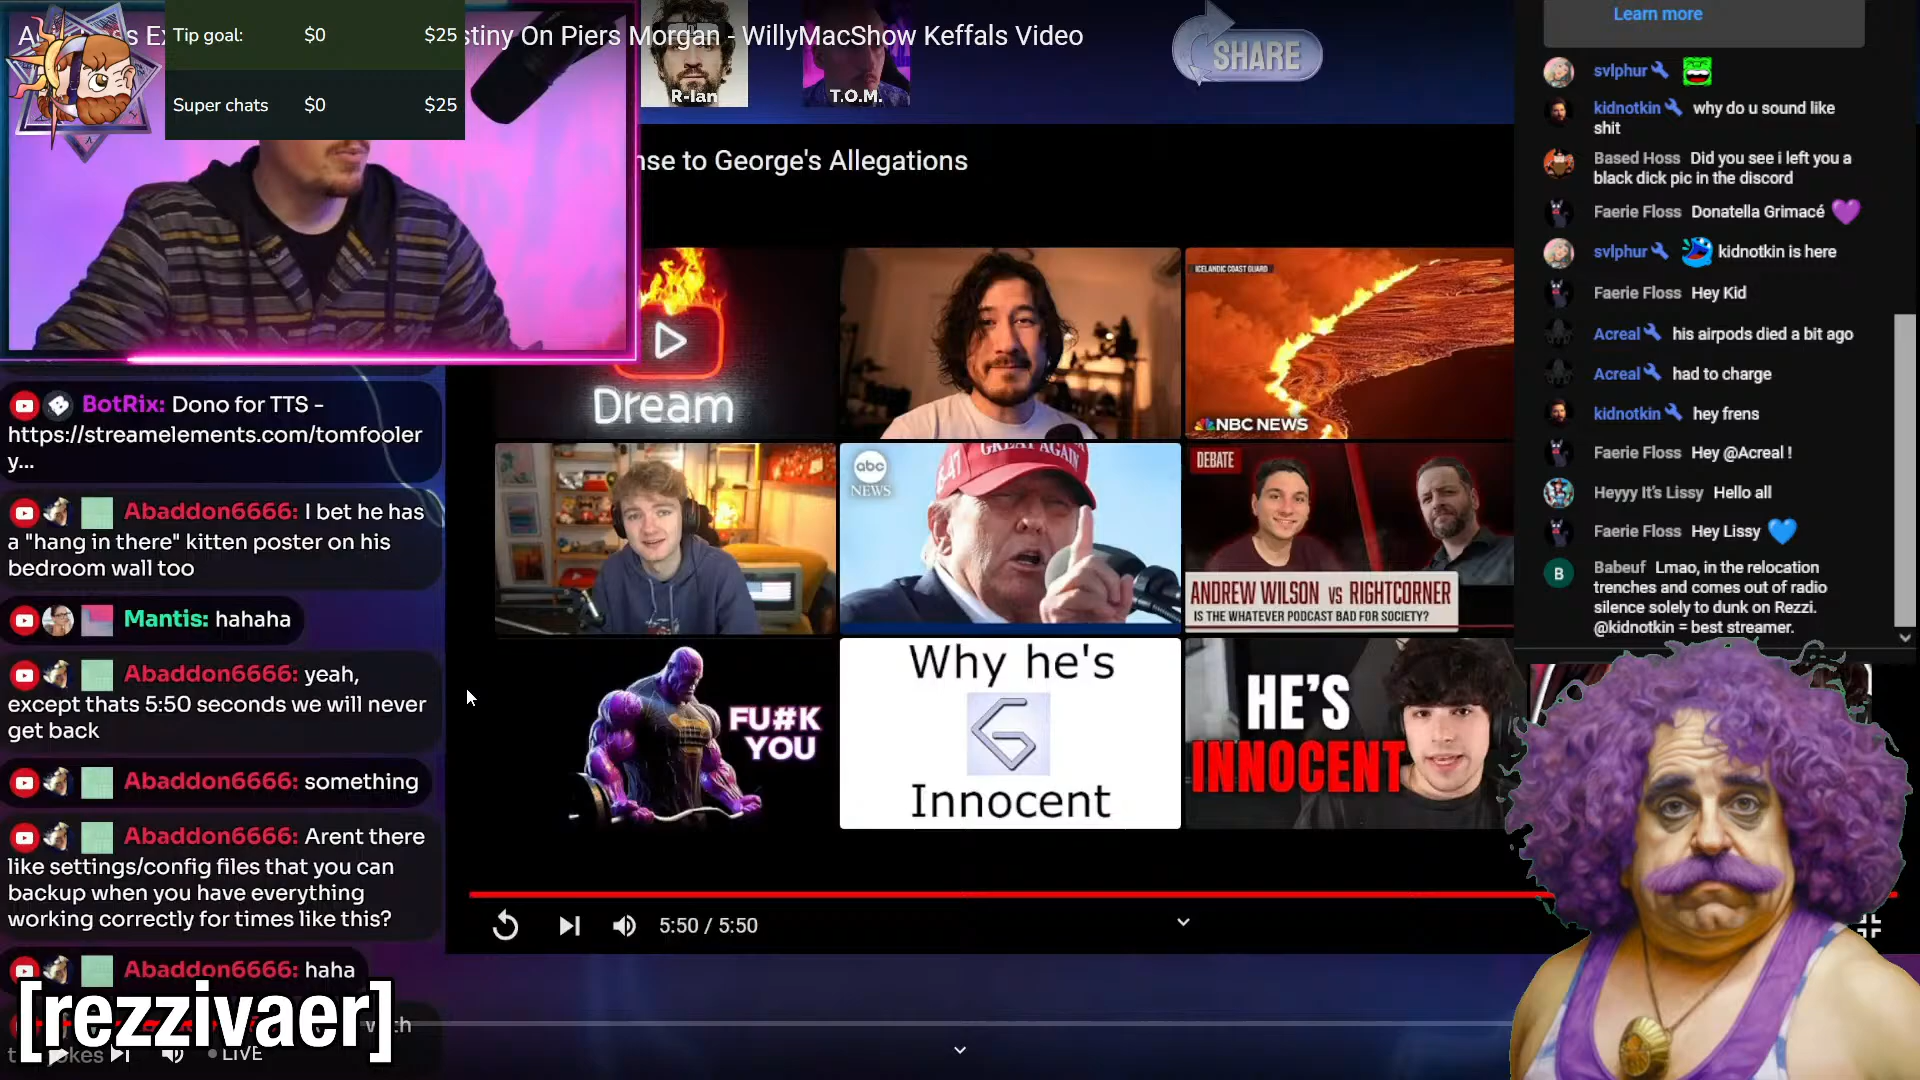 stiny On Piers Morgan - WillyMacShow Keffals Video
Tip goal: $0 $25
Super chats $0 $25
R-Ian
T.O.M.
SHARE
nse to George's Allegations
Dream
ICELANDIC COAST GUARD
NBC NEWS
abc
NEWS
GREAT AGAIN
DEBATE
ANDREW WILSON VS RIGHTCORNER
IS THE WHATEVER PODCAST BAD FOR SOCIETY?
FU#K
YOU
Why he's
G
Innocent
HE'S
INNOCENT
5:50 / 5:50
BotRix: Dono for TTS -
https://streamelements.com/tomfooler
y...
Abaddon6666: I bet he has
a "hang in there" kitten poster on his
bedroom wall too
Mantis: hahaha
Abaddon6666: yeah,
except thats 5:50 seconds we will never
get back
Abaddon6666: something
Abaddon6666: Arent there
like settings/config files that you can
backup when you have everything
working correctly for times like this?
Abaddon6666: haha
[rezzivaer]
LIVE
Learn more
svlphur
kidnotkin why do u sound like
shit
Based Hoss Did you see i left you a
black dick pic in the discord
Faerie Floss Donatella Grimacé 💜
svlphur kidnotkin is here
Faerie Floss Hey Kid
Acreal his airpods died a bit ago
Acreal had to charge
kidnotkin hey frens
Faerie Floss Hey @Acreal !
Heyyy It's Lissy Hello all
Faerie Floss Hey Lissy 💙
B Babeuf Lmao, in the relocation
trenches and comes out of radio
silence solely to dunk on Rezzi.
@kidnotkin = best streamer.